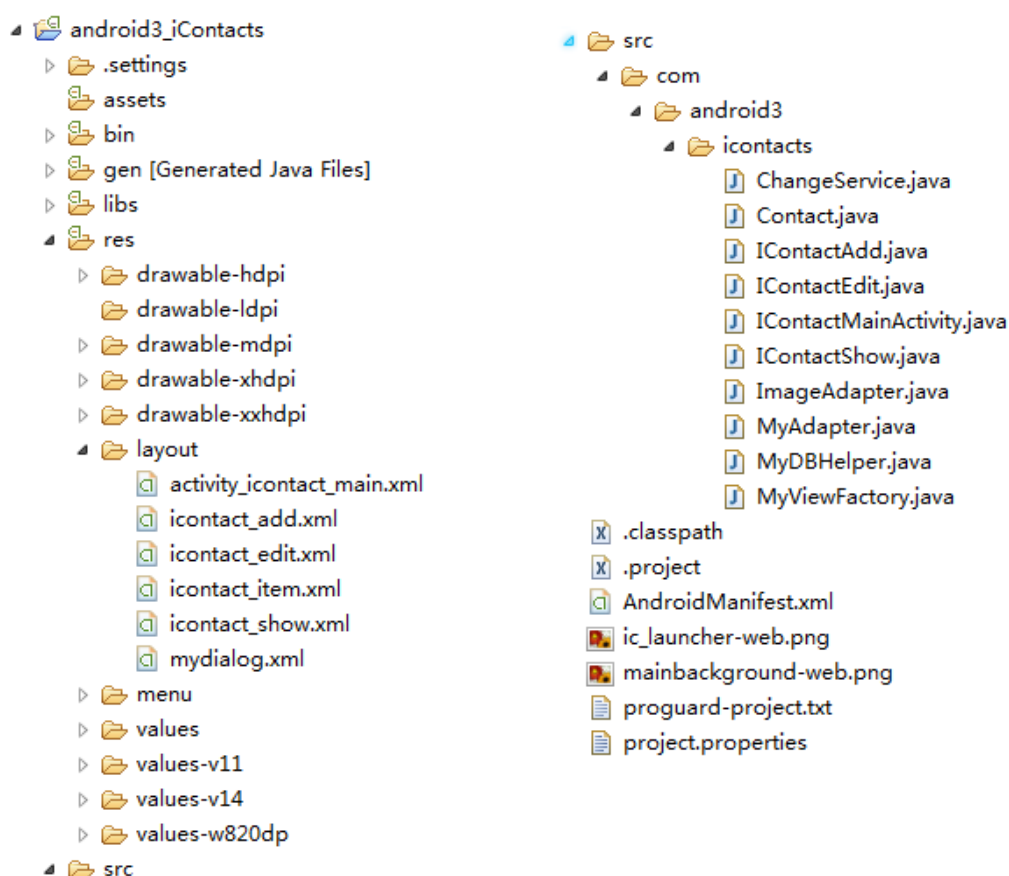 android3_iContacts
.settings
assets
bin
gen [Generated Java Files]
libs
res
drawable-hdpi
drawable-ldpi
drawable-mdpi
drawable-xhdpi
drawable-xxhdpi
layout
activity_icontact_main.xml
icontact_add.xml
icontact_edit.xml
icontact_item.xml
icontact_show.xml
mydialog.xml
menu
values
values-v11
values-v14
values-w820dp
src
src
com
android3
icontacts
ChangeService.java
Contact.java
IContactAdd.java
IContactEdit.java
IContactMainActivity.java
IContactShow.java
ImageAdapter.java
MyAdapter.java
MyDBHelper.java
MyViewFactory.java
.classpath
.project
AndroidManifest.xml
ic_launcher-web.png
mainbackground-web.png
proguard-project.txt
project.properties